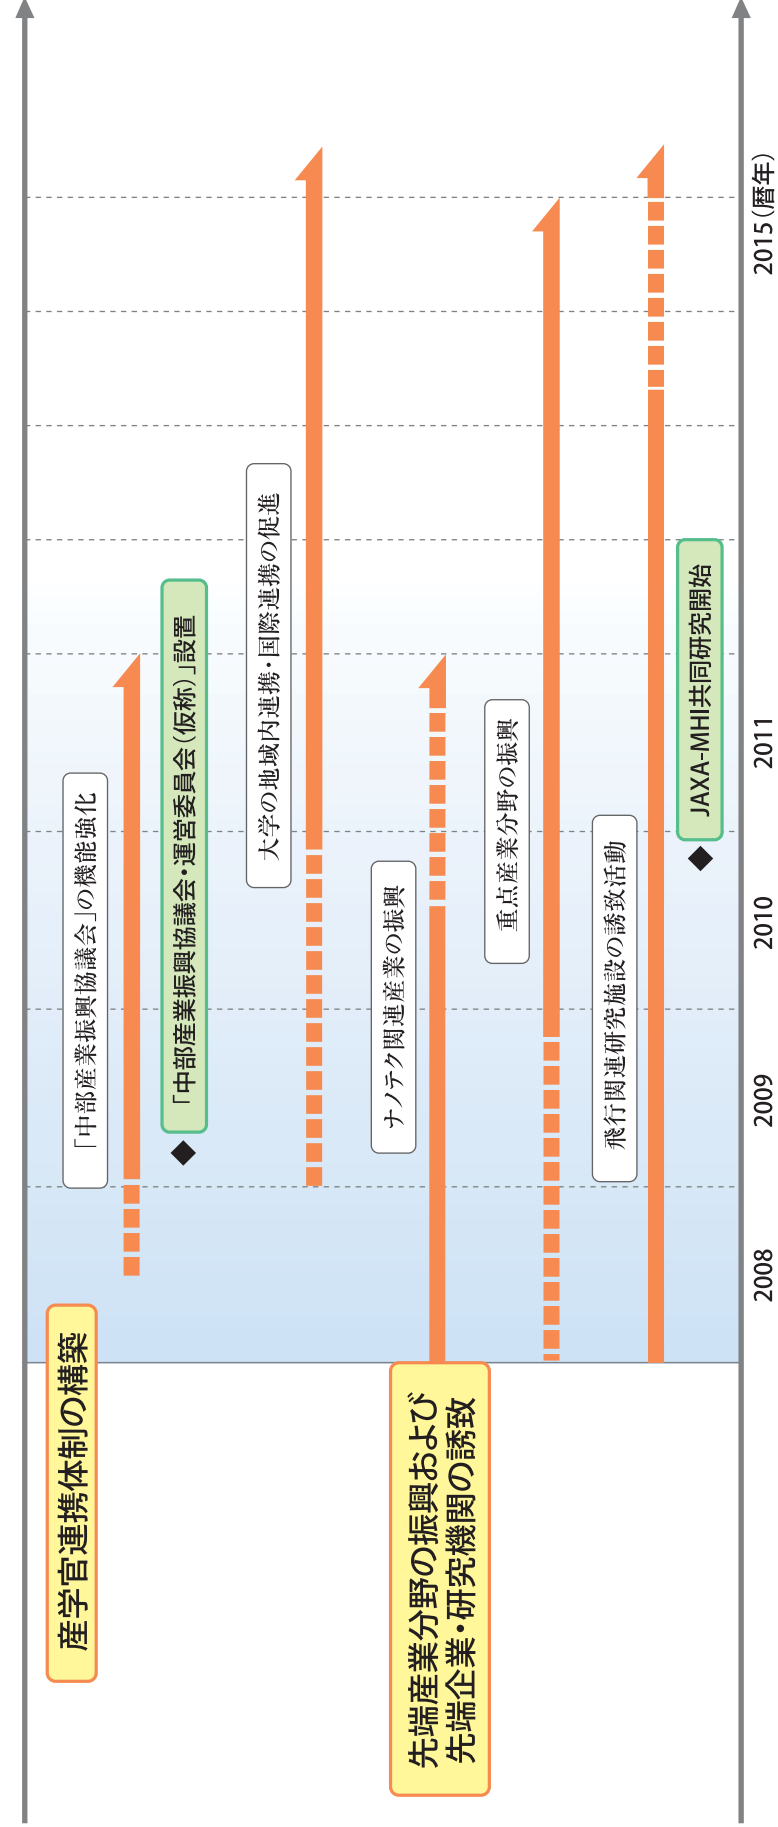 産学官連携体制の構築
「中部産業振興協議会」の機能強化
「中部産業振興協議会・運営委員会(仮称)」設置
大学の地域内連携・国際連携の促進
先端産業分野の振興および
先端企業・研究機関の誘致
ナノテク関連産業の振興
重点産業分野の振興
飛行関連研究施設の誘致活動
JAXA-MHI共同研究開始
2008
2009
2010
2011
2015(暦年)